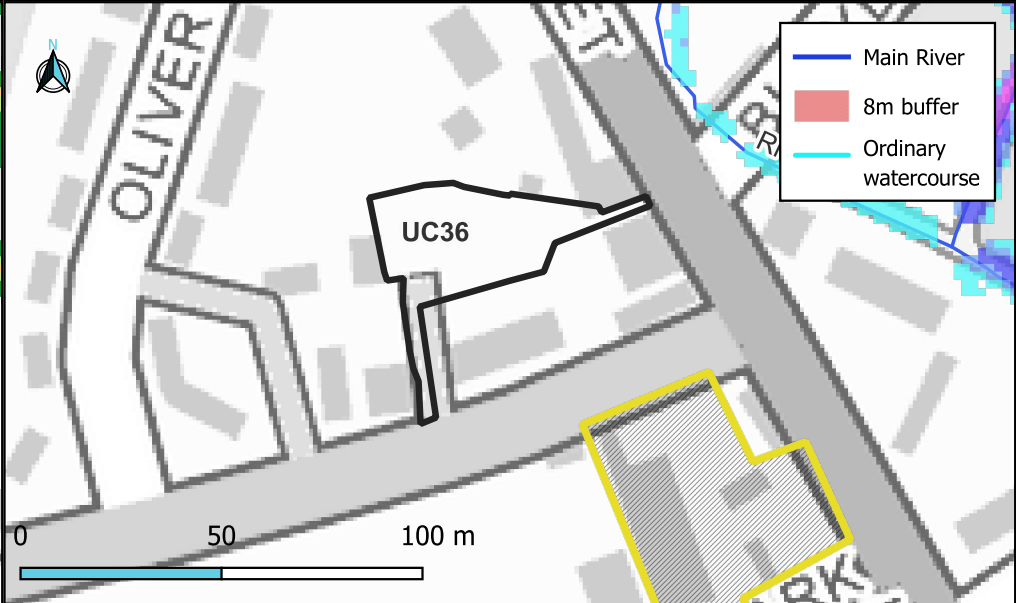 N
OLIVER
UC36
Main River
8m buffer
Ordinary
watercourse
0 50 100 m